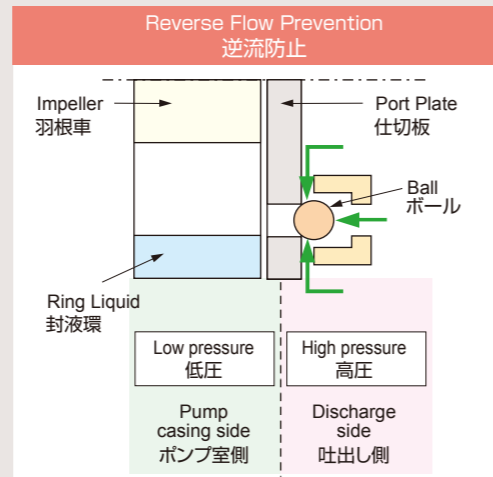 Reverse Flow Prevention
逆流防止
Impeller
羽根車
Port Plate
仕切板
Ball
ボール
Ring Liquid
封液環
Low pressure
低圧
High pressure
高圧
Pump
casing side
ポンプ室側
Discharge
side
吐出し側